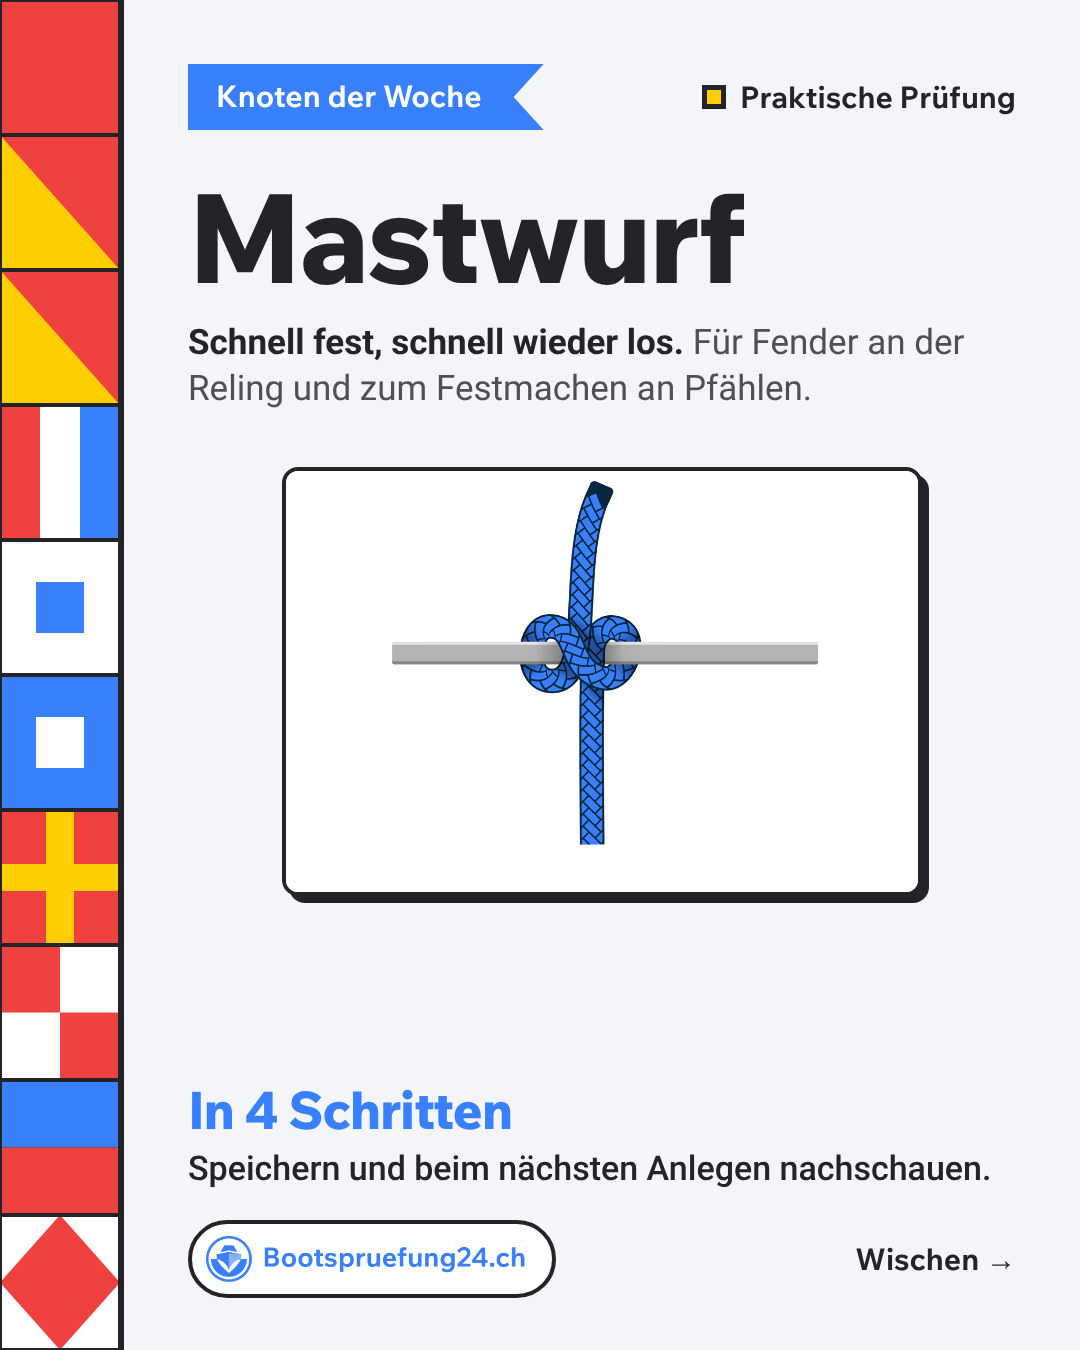 Knoten der Woche
Praktische Prüfung
Mastwurf
Schnell fest, schnell wieder los. Für Fender an der
Reling und zum Festmachen an Pfählen.
In 4 Schritten
Speichern und beim nächsten Anlegen nachschauen.
Bootspruefung24.ch
Wischen →